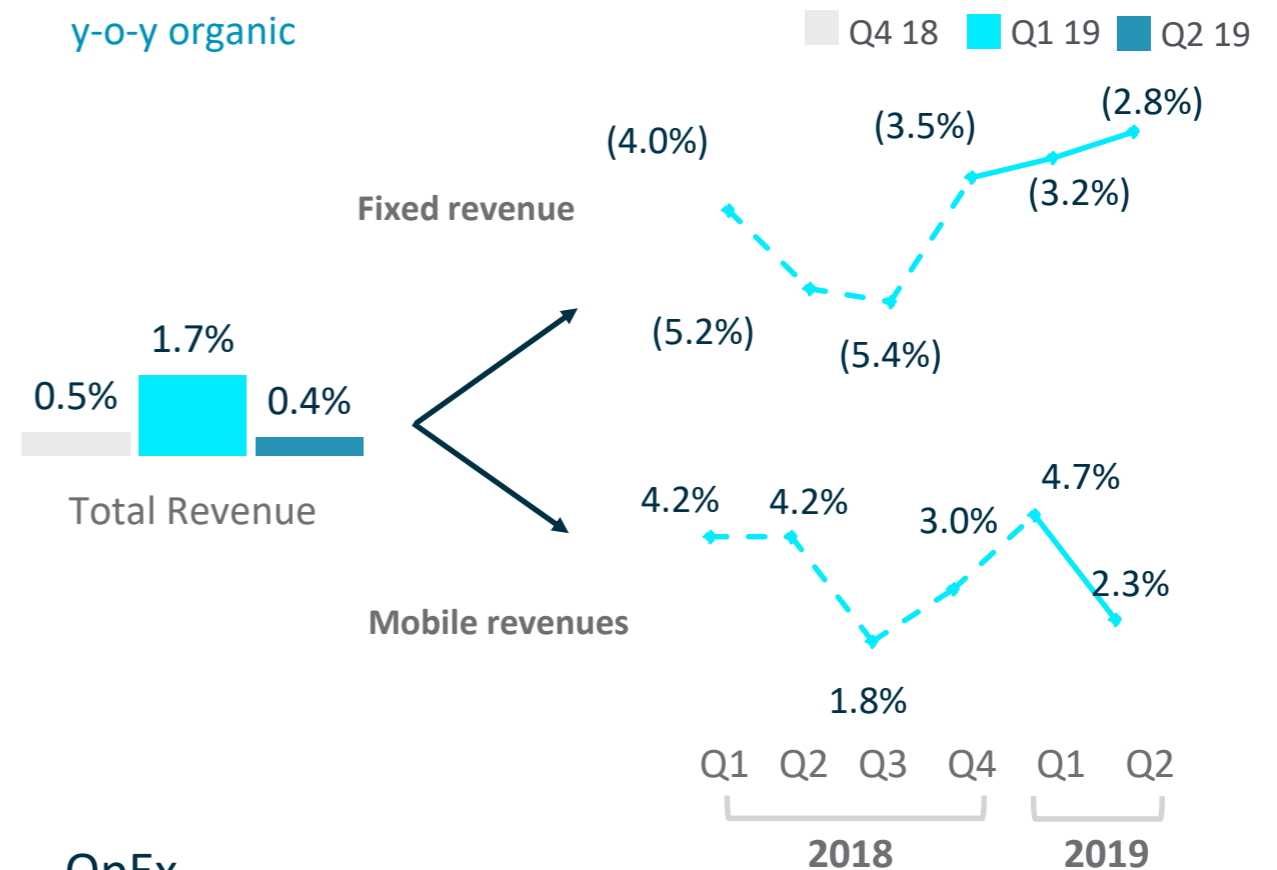 y-o-y organic
Q4 18 Q1 19 Q2 19
(4.0%) (3.5%) (2.8%)
Fixed revenue
(3.2%)
(5.2%) (5.4%)
0.5% 1.7% 0.4%
Total Revenue
4.2% 4.2% 3.0% 4.7%
2.3%
Mobile revenues
1.8%
Q1 Q2 Q3 Q4 Q1 Q2
2018 2019
OpEx